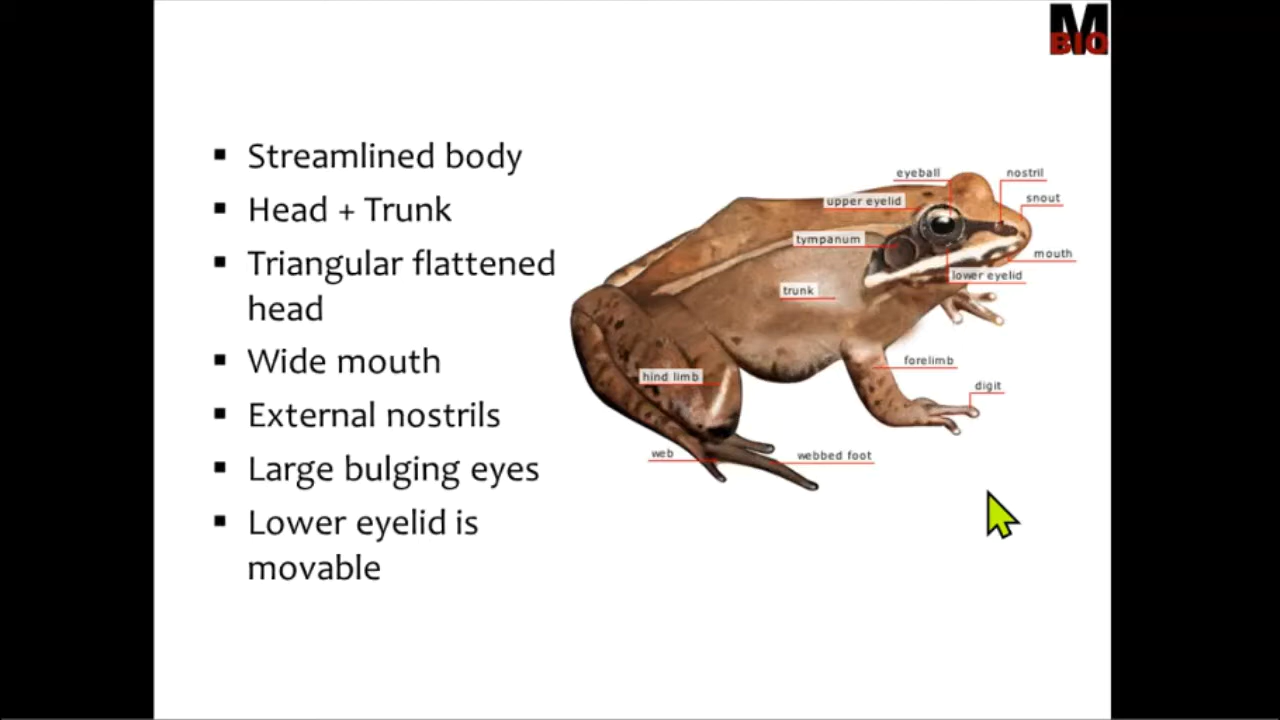 M
BIO
▪ Streamlined body
▪ Head + Trunk
▪ Triangular flattened
head
▪ Wide mouth
▪ External nostrils
▪ Large bulging eyes
▪ Lower eyelid is
movable
eyeball
nostril
upper eyelid
snout
tympanum
mouth
lower eyelid
trunk
forelimb
hind limb
digit
web
webbed foot